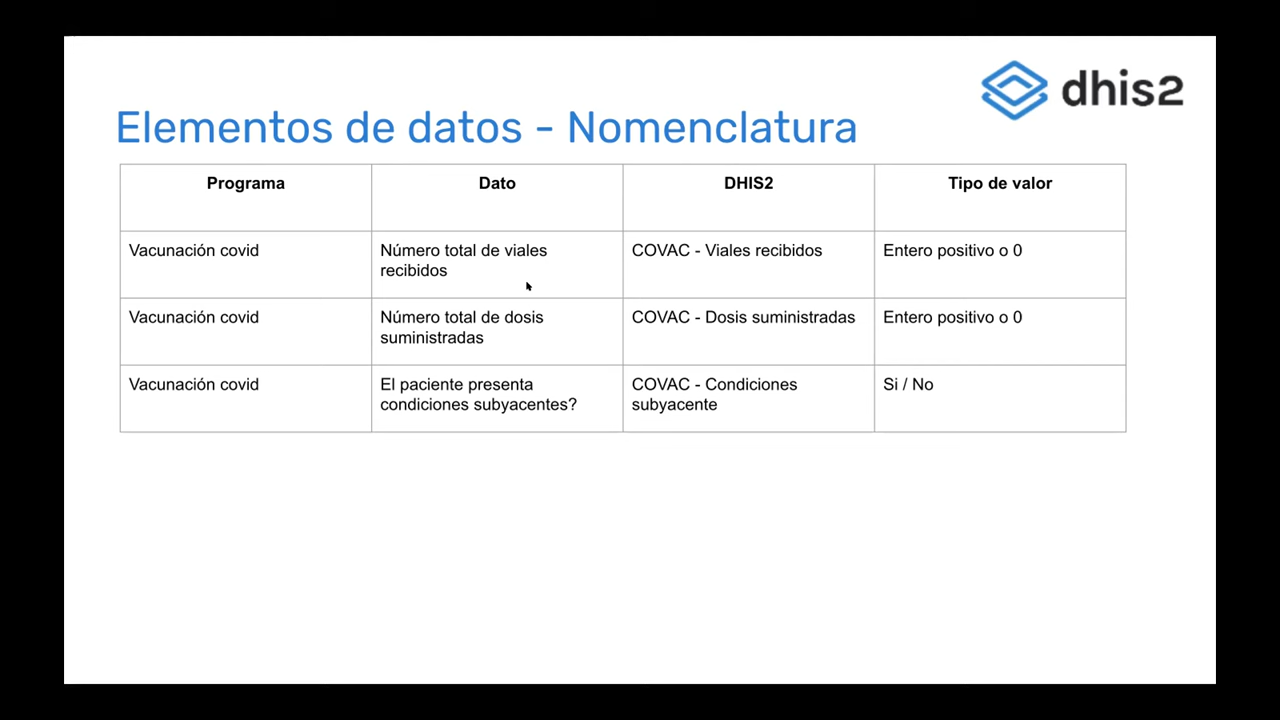 dhis2
Elementos de datos - Nomenclatura
Programa
Dato
DHIS2
Tipo de valor
Vacunación covid
Número total de viales
recibidos
COVAC - Viales recibidos
Entero positivo o 0
Vacunación covid
Número total de dosis
suministradas
COVAC - Dosis suministradas
Entero positivo o 0
Vacunación covid
El paciente presenta
condiciones subyacentes?
COVAC - Condiciones
subyacente
Si / No